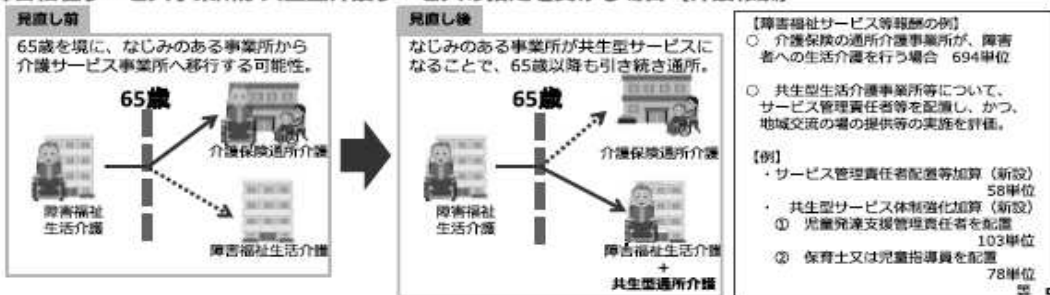 見直し前
65歳を境に、なじみのある事業所から
介護サービス事業所へ移行する可能性。
65歳
介護保険通所介護
障害福祉
生活介護
障害福祉生活介護
見直し後
なじみのある事業所が共生型サービスに
なることで、65歳以降も引き続き通所。
65歳
介護保険通所介護
障害福祉
生活介護
障害福祉生活介護
+
共生型通所介護
【障害福祉サービス等報酬の例】
○ 介護保険の通所介護事業所が、障害
者への生活介護を行う場合 694単位
○ 共生型生活介護事業所等について、
サービス管理責任者等を配置し、かつ、
地域交流の場の提供等の実施を評価。
【例】
・サービス管理責任者配置等加算（新設）
58単位
・ 共生型サービス体制強化加算（新設）
① 児童発達支援管理責任者を配置
103単位
② 保育士又は児童指導員を配置
78単位
等